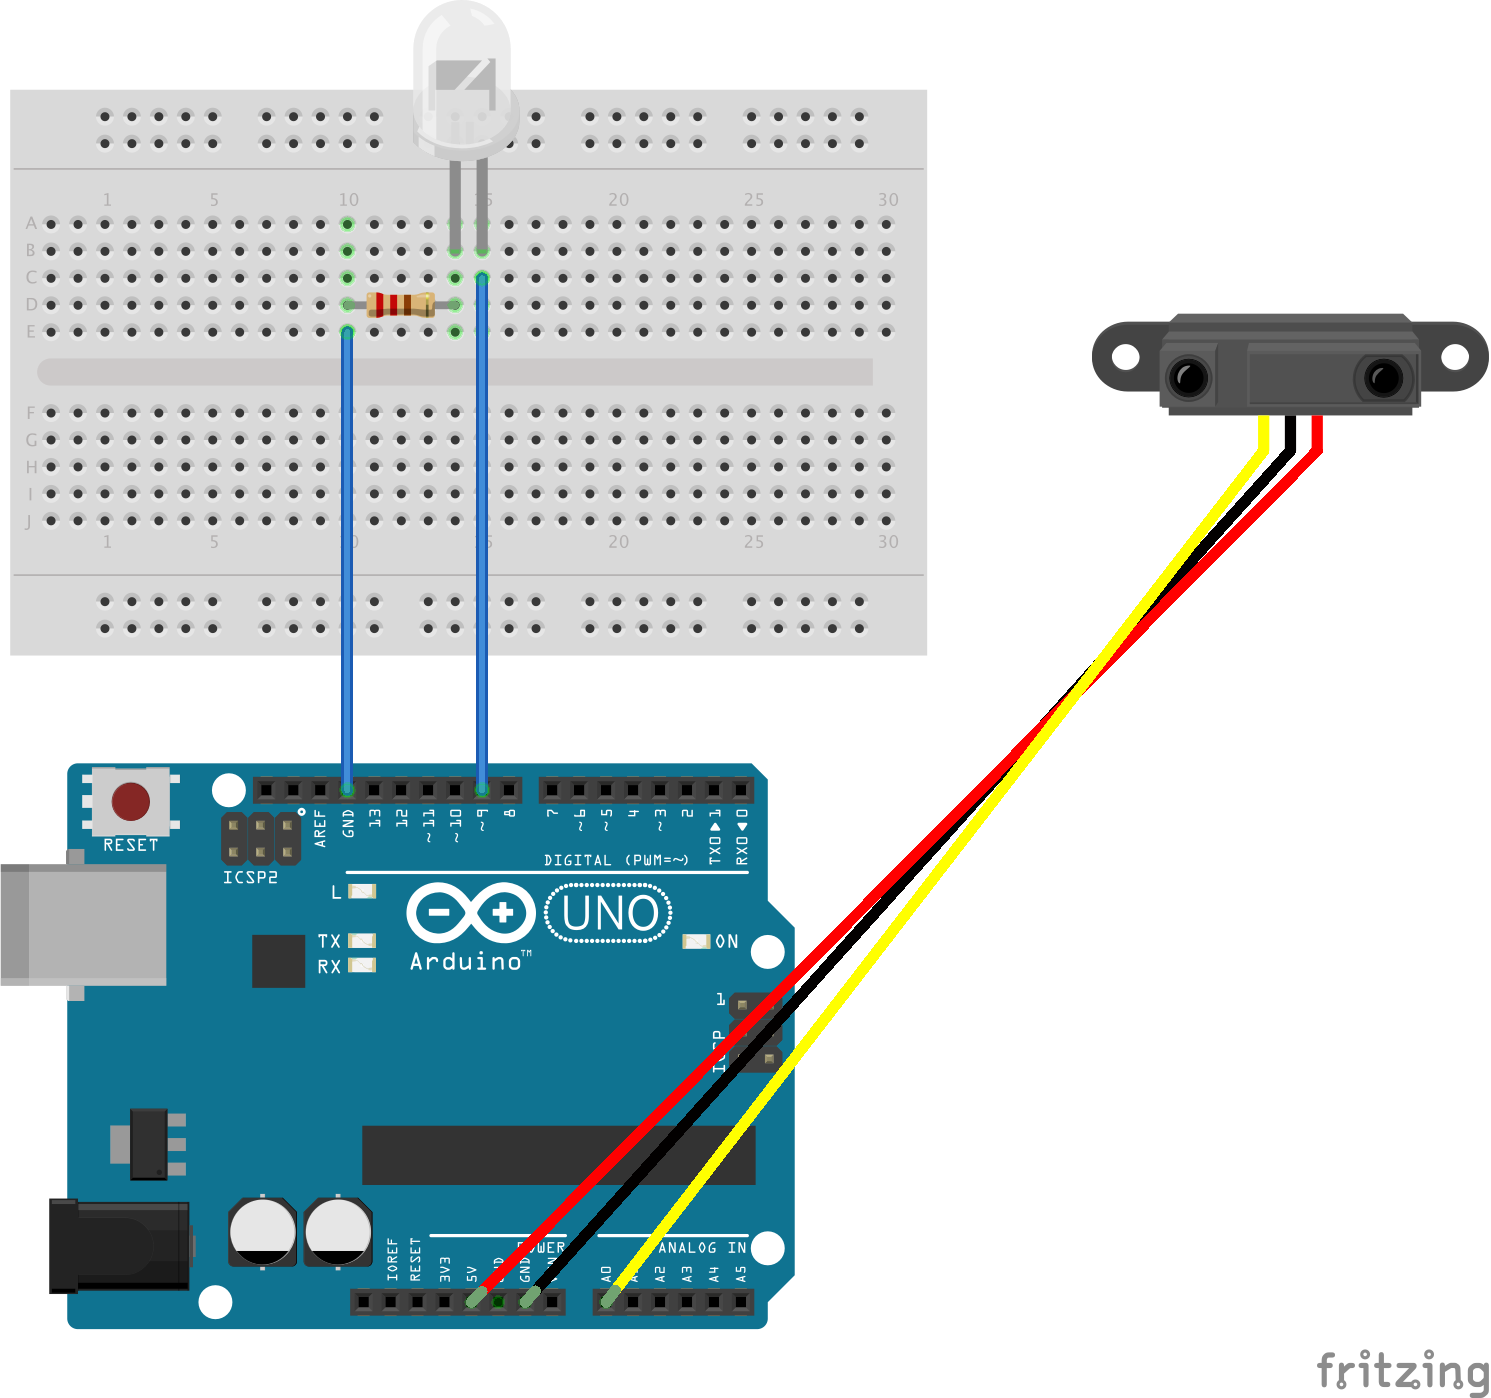 1 5 10 15 20 25 30
A
B
C
D
E
F
G
H
I
J
1 5 10 15 20 25 30
RESET
ICSP2
AREF
GND
13
12
~11
~10
~9
8
7
~6
~5
4
~3
2
TX0▶1
RX0◀0
DIGITAL (PWM=~)
L
TX
RX
UNO
Arduino™
ON
1
ICSP
IOREF
RESET
3V3
5V
GND
GND
VIN
POWER
ANALOG IN
A0
A2
A3
A4
A5
fritzing